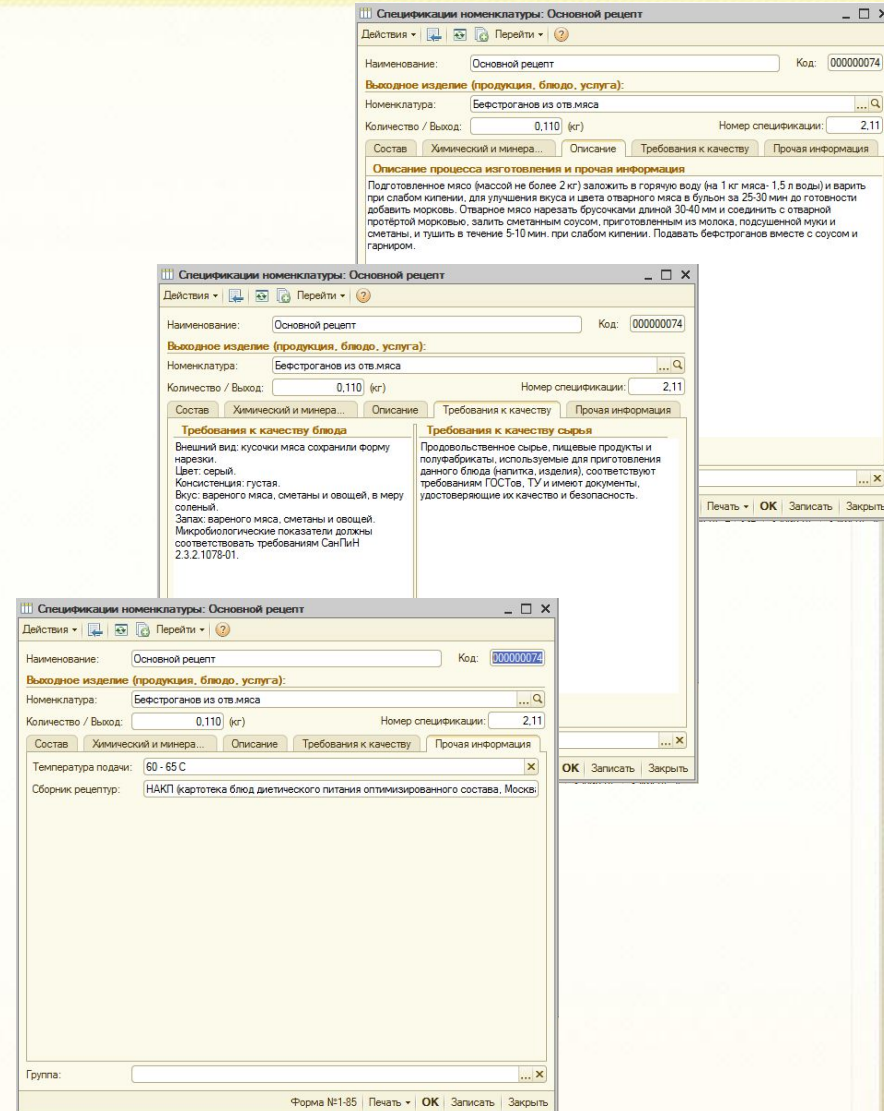 Спецификации номенклатуры: Основной рецепт
Действия Перейти
Наименование: Основной рецепт Код: 000000074
Выходное изделие (продукция, блюдо, услуга):
Номенклатура: Бефстроганов из отв.мяса ...
Количество / Выход: 0,110 (кг) Номер спецификации: 2,11
Состав Химический и минера... Описание Требования к качеству Прочая информация
Описание процесса изготовления и прочая информация
Подготовленное мясо (массой не более 2 кг) заложить в горячую воду (на 1 кг мяса- 1,5 л воды) и варить
при слабом кипении, для улучшения вкуса и цвета отварного мяса в бульон за 25-30 мин до готовности
добавить морковь. Отварное мясо нарезать брусочками длиной 30-40 мм и соединить с отварной
протёртой морковью, залить сметанным соусом, приготовленным из молока, подсушенной муки и
сметаны, и тушить в течение 5-10 мин. при слабом кипении. Подавать бефстроганов вместе с соусом и
гарниром.
...
Печать OK Записать Закрыть
Спецификации номенклатуры: Основной рецепт
Действия Перейти
Наименование: Основной рецепт Код: 000000074
Выходное изделие (продукция, блюдо, услуга):
Номенклатура: Бефстроганов из отв.мяса ...
Количество / Выход: 0,110 (кг) Номер спецификации: 2,11
Состав Химический и минера... Описание Требования к качеству Прочая информация
Требования к качеству блюда
Внешний вид: кусочки мяса сохранили форму
нарезки.
Цвет: серый.
Консистенция: густая.
Вкус: вареного мяса, сметаны и овощей, в меру
соленый.
Запах: вареного мяса, сметаны и овощей.
Микробиологические показатели должны
соответствовать требованиям СанПиН
2.3.2.1078-01.
Требования к качеству сырья
Продовольственное сырье, пищевые продукты и
полуфабрикаты, используемые для приготовления
данного блюда (напитка, изделия), соответствуют
требованиям ГОСТов, ТУ и имеют документы,
удостоверяющие их качество и безопасность.
...
OK Записать Закрыть
Спецификации номенклатуры: Основной рецепт
Действия Перейти
Наименование: Основной рецепт Код: 000000074
Выходное изделие (продукция, блюдо, услуга):
Номенклатура: Бефстроганов из отв.мяса ...
Количество / Выход: 0,110 (кг) Номер спецификации: 2,11
Состав Химический и минера... Описание Требования к качеству Прочая информация
Температура подачи: 60 - 65 С
Сборник рецептур: НАКП (картотека блюд диетического питания оптимизированного состава, Москва
Группа: ...
Форма №1-85 Печать OK Записать Закрыть